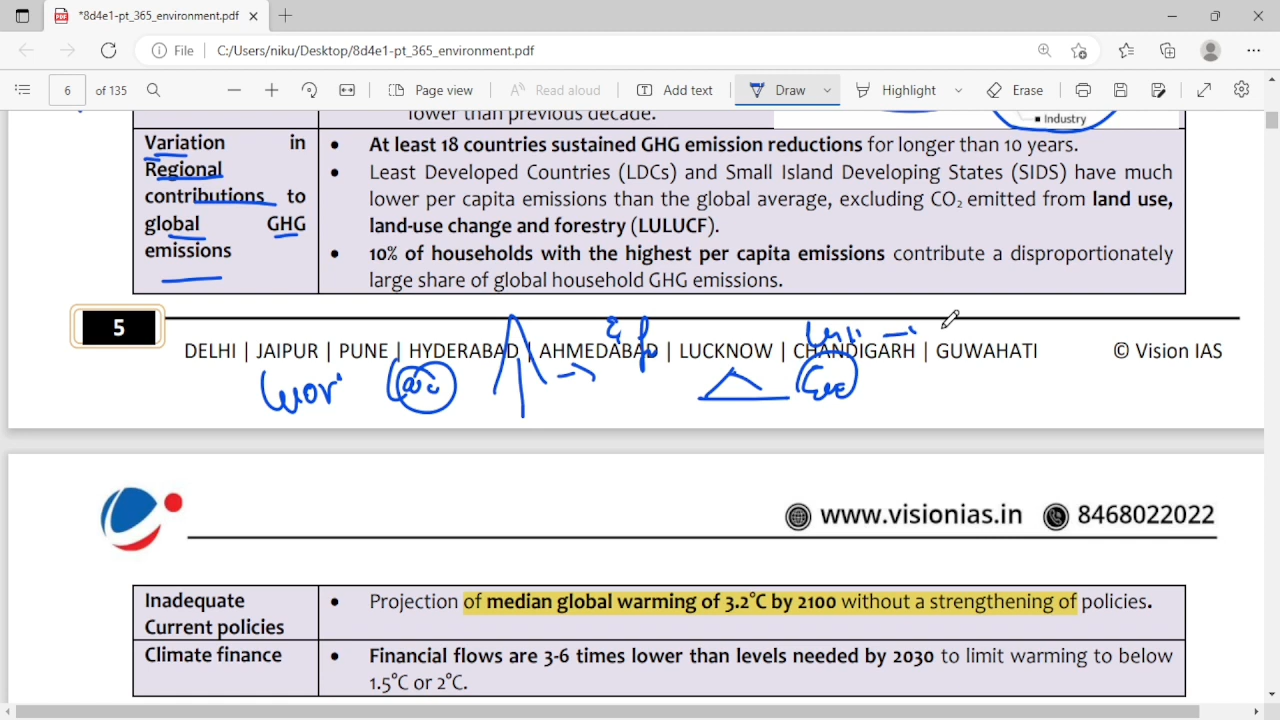 *8d4e1-pt_365_environment.pdf
File C:/Users/niku/Desktop/8d4e1-pt_365_environment.pdf
6 of 135 Page view Read aloud Add text Draw Highlight Erase
lower than previous decade.
Industry
Variation in Regional contributions to global GHG emissions
• At least 18 countries sustained GHG emission reductions for longer than 10 years.
• Least Developed Countries (LDCs) and Small Island Developing States (SIDS) have much
lower per capita emissions than the global average, excluding CO₂ emitted from land use,
land-use change and forestry (LULUCF).
• 10% of households with the highest per capita emissions contribute a disproportionately
large share of global household GHG emissions.
5
DELHI | JAIPUR | PUNE | HYDERABAD | AHMEDABAD | LUCKNOW | CHANDIGARH | GUWAHATI © Vision IAS
www.visionias.in 8468022022
Inadequate Current policies
• Projection of median global warming of 3.2°C by 2100 without a strengthening of policies.
Climate finance
• Financial flows are 3-6 times lower than levels needed by 2030 to limit warming to below
1.5°C or 2°C.